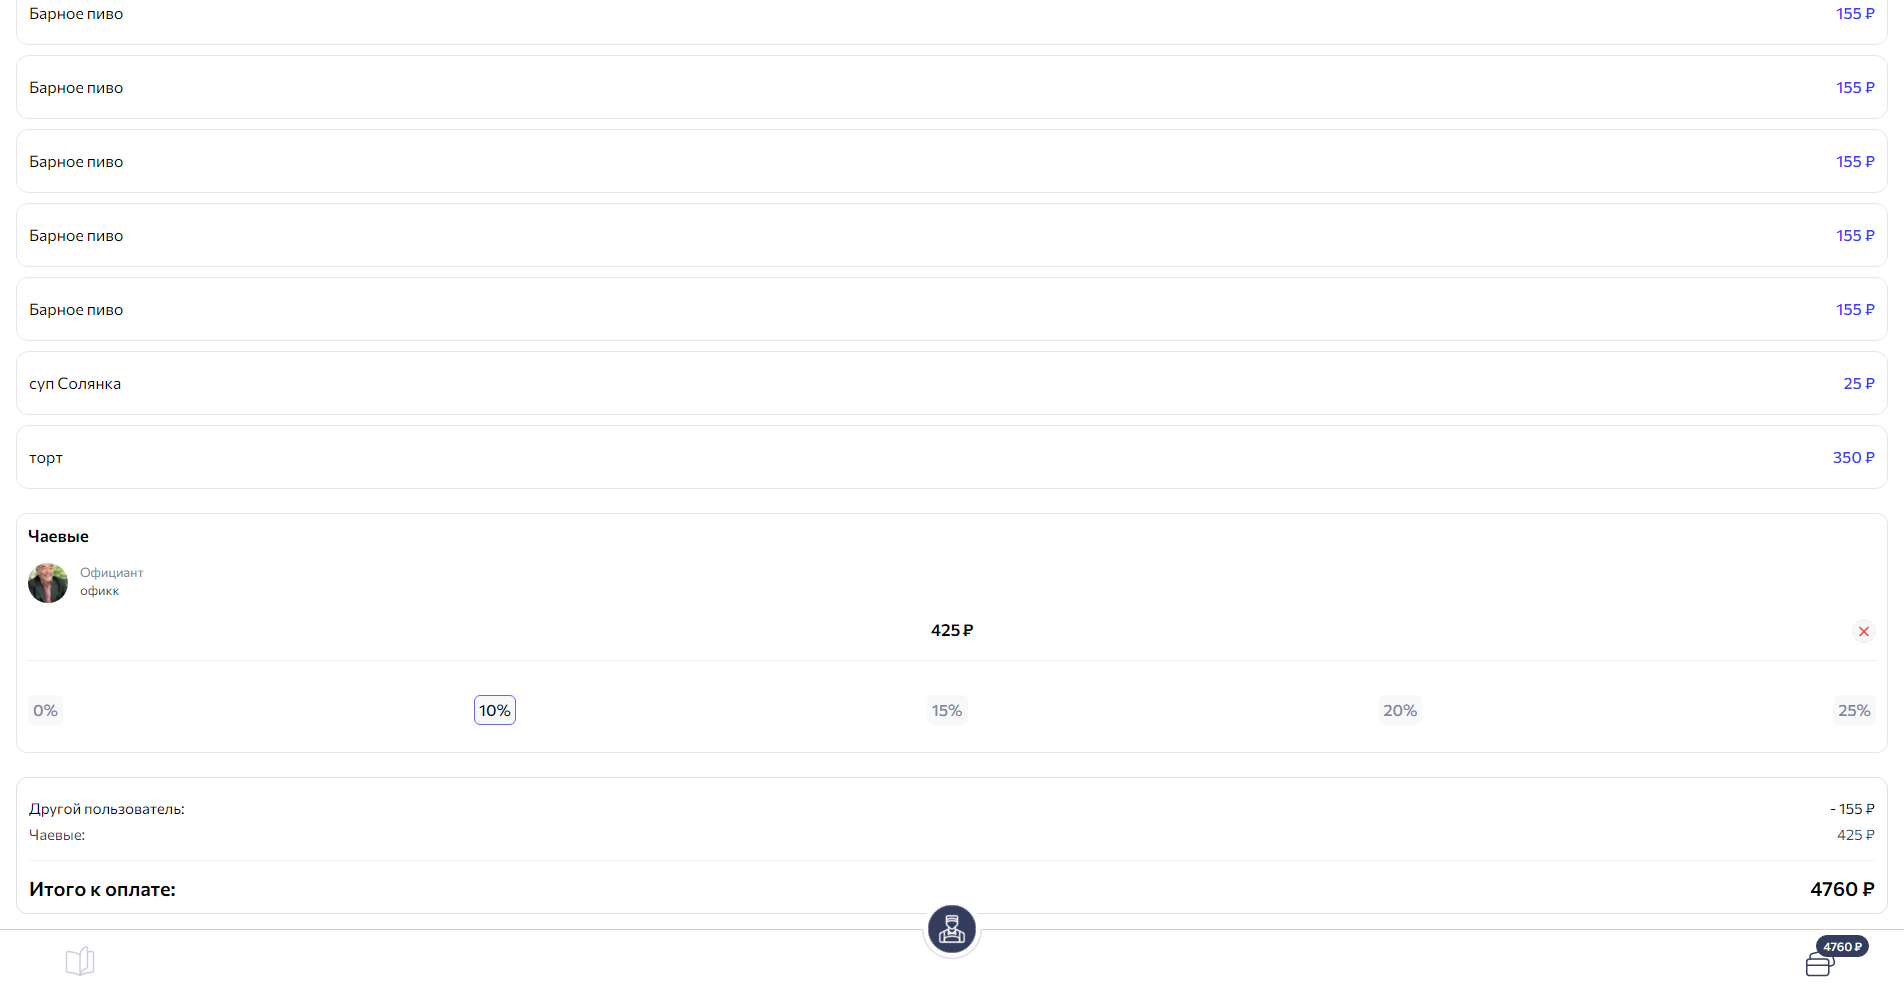 Барное пиво 155 ₽
Барное пиво 155 ₽
Барное пиво 155 ₽
Барное пиво 155 ₽
Барное пиво 155 ₽
суп Солянка 25 ₽
торт 350 ₽
Чаевые
Официант
офикк
425 ₽
0% 10% 15% 20% 25%
Другой пользователь: - 155 ₽
Чаевые: 425 ₽
Итого к оплате: 4760 ₽
4760 ₽